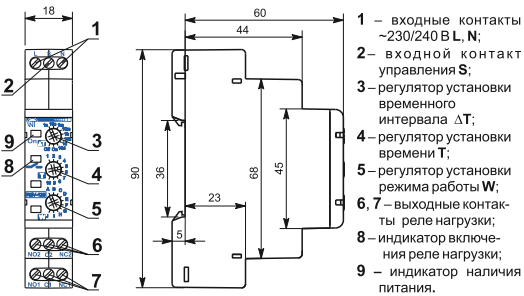 18
60
44
90
36
68
45
23
5
L S N
1
2
3
4
5
6
7
8
9
NO2 C2 NC2
NO1 C1 NC1
1 – входные контакты
~230/240 В L, N;
2 – входной контакт
управления S;
3 – регулятор установки
временного
интервала ΔT;
4 – регулятор установки
времени T;
5 – регулятор установки
режима работы W;
6, 7 – выходные контак-
ты реле нагрузки;
8 – индикатор включе-
ния реле нагрузки;
9 – индикатор наличия
питания.